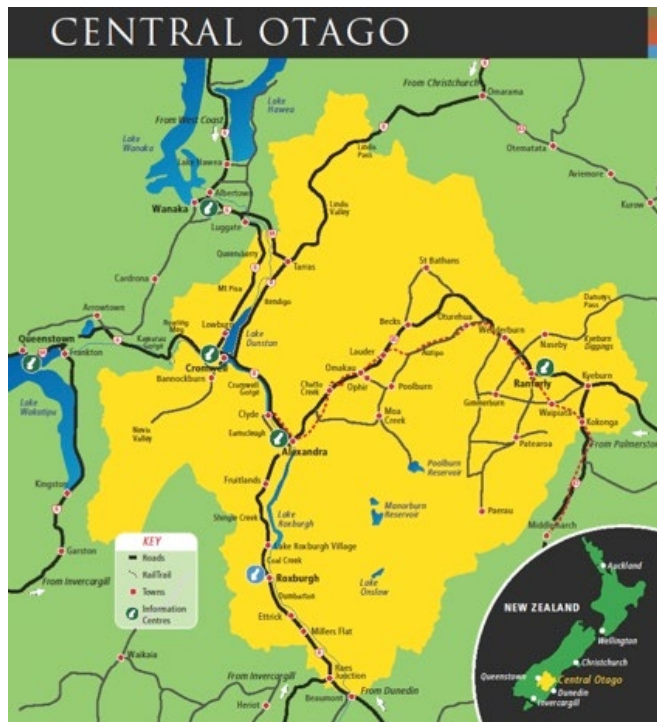 CENTRAL OTAGO
From Christchurch
Omarama
Lake
Hawea
From West Coast
Otematata
Lake
Wanaka
Lindis
Pass
Lake Hawea
Aviemore
Albertown
Kurow
Wanaka
Lindis
Valley
Luggate
Queensberry
Tarras
St Bathans
Cardrona
Mt Pisa
Bendigo
Danseys
Pass
Arrowtown
Becks
Oturehua
Lowburn
Lake
Dunstan
Wedderburn
Naseby
Kyeburn
Diggings
Queenstown
Frankton
Kawarau
Gorge
Lauder
Auripo
Cromwell
Omakau
Ranfurly
Kyeburn
Bannockburn
Cromwell
Gorge
Chatto
Creek
Ophir
Poolburn
Gimmerburn
Waipiata
Lake
Wakatipu
Clyde
Moa
Creek
Kokonga
Nevis
Valley
Earnscleugh
Patearoa
From Palmerston
Alexandra
Poolburn
Reservoir
Kingston
Fruitlands
Manorburn
Reservoir
Paerau
Shingle Creek
Lake
Roxburgh
Middlemarch
KEY
Roads
RailTrail
Towns
Information
Centres
Garston
Lake Roxburgh Village
Coal Creek
Auckland
From Invercargill
Roxburgh
Lake
Onslow
NEW ZEALAND
Dumbarton
Ettrick
Wellington
Millers Flat
Waikaia
Christchurch
From Invercargill
Raes
Junction
Queenstown
Central Otago
From Dunedin
Dunedin
Heriot
Beaumont
Invercargill